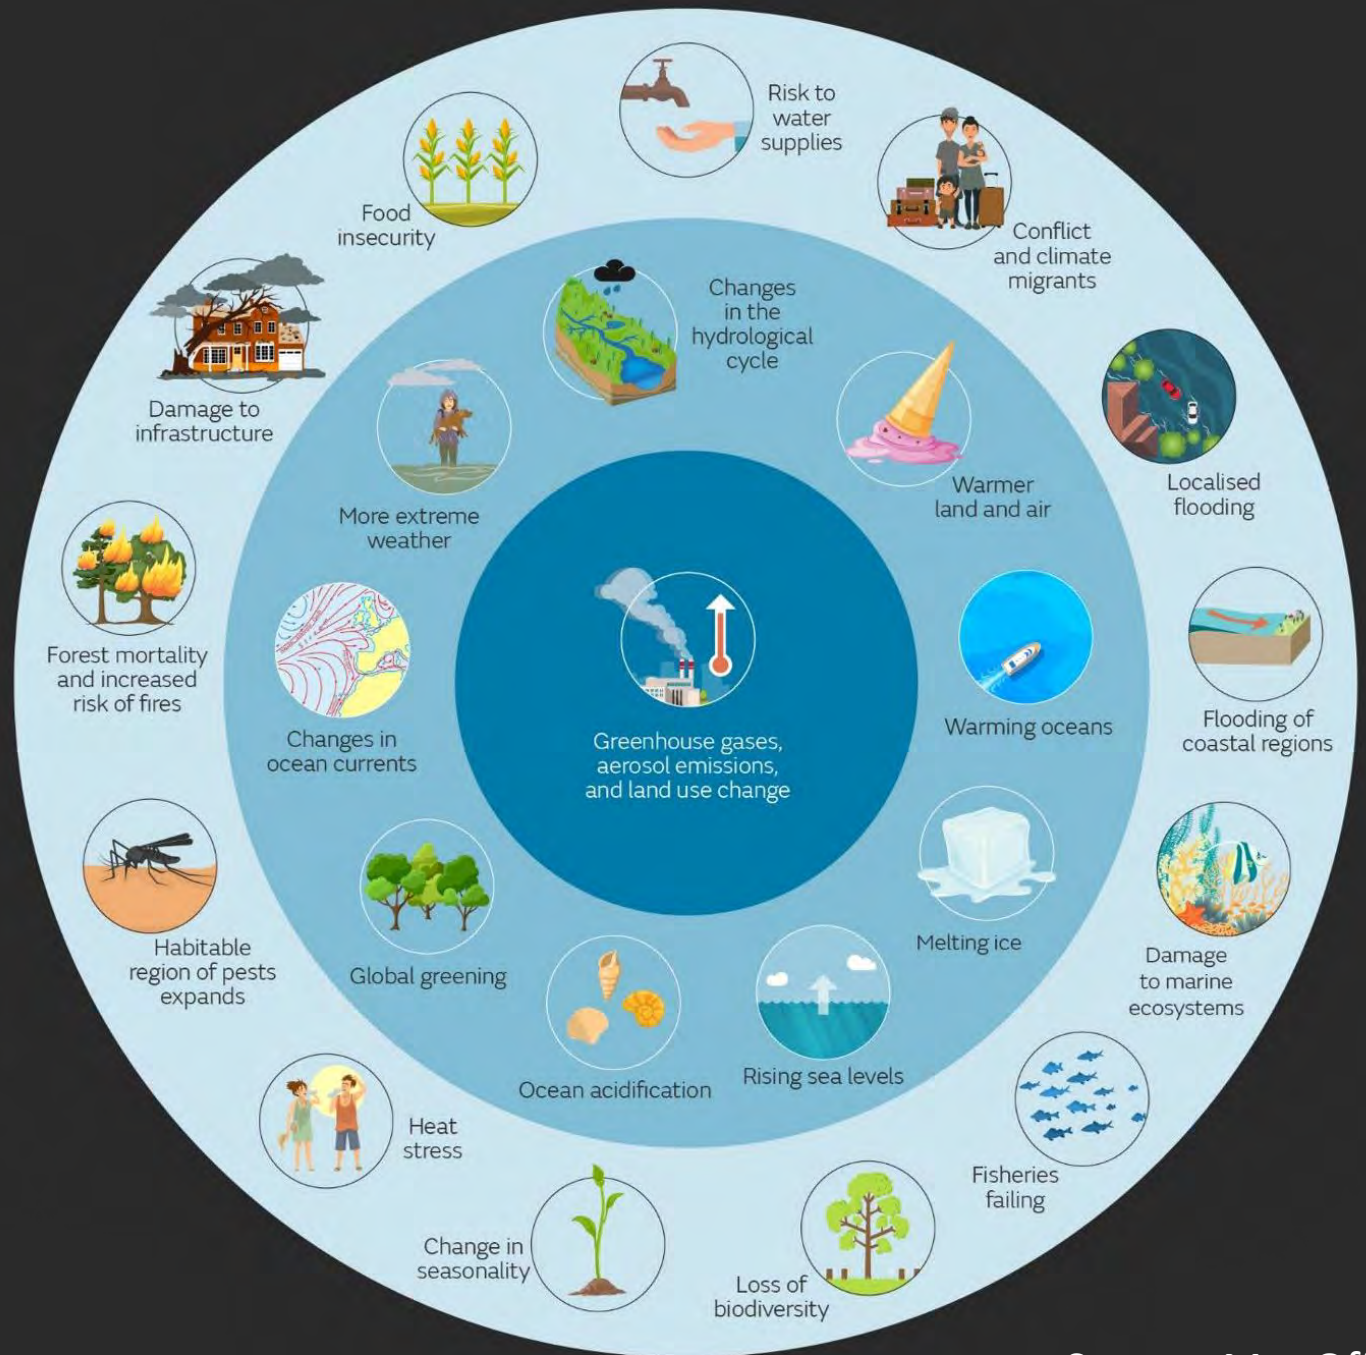 Risk to
water
supplies
Conflict
and climate
migrants
Localised
flooding
Flooding of
coastal regions
Damage
to marine
ecosystems
Fisheries
failing
Loss of
biodiversity
Change in
seasonality
Heat
stress
Habitable
region of pests
expands
Forest mortality
and increased
risk of fires
Damage to
infrastructure
Food
insecurity
Changes
in the
hydrological
cycle
Warmer
land and air
Warming oceans
Melting ice
Rising sea levels
Ocean acidification
Global greening
Changes in
ocean currents
More extreme
weather
Greenhouse gases,
aerosol emissions,
and land use change